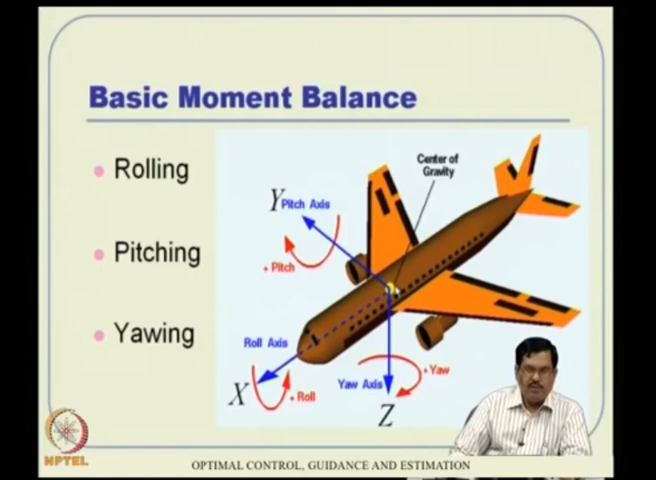 Basic Moment Balance
Rolling
Pitching
Yawing
Center of
Gravity
Y
Pitch Axis
+ Pitch
Roll Axis
X
+ Roll
Yaw Axis
+ Yaw
Z
NPTEL
OPTIMAL CONTROL, GUIDANCE AND ESTIMATION